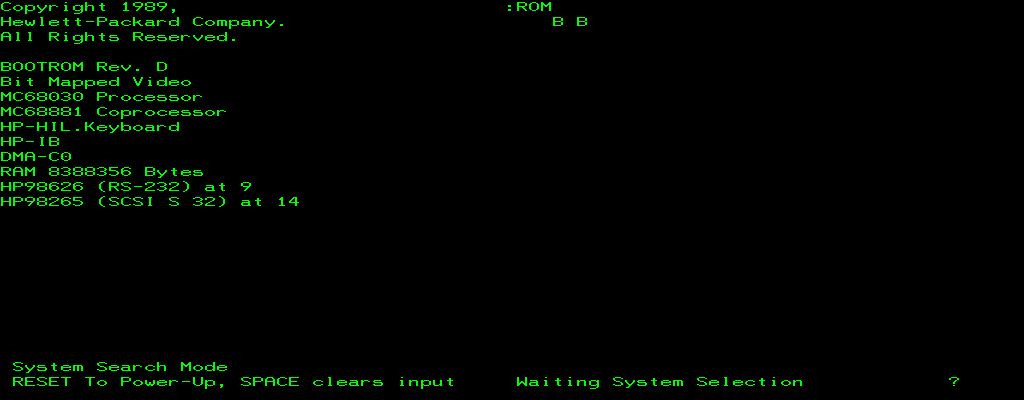 Copyright 1989, :ROM
Hewlett-Packard Company. B B
All Rights Reserved.
BOOTROM Rev. D
Bit Mapped Video
MC68030 Processor
MC68881 Coprocessor
HP-HIL.Keyboard
HP-IB
DMA-C0
RAM 8388356 Bytes
HP98626 (RS-232) at 9
HP98265 (SCSI S 32) at 14
System Search Mode
RESET To Power-Up, SPACE clears input Waiting System Selection ?